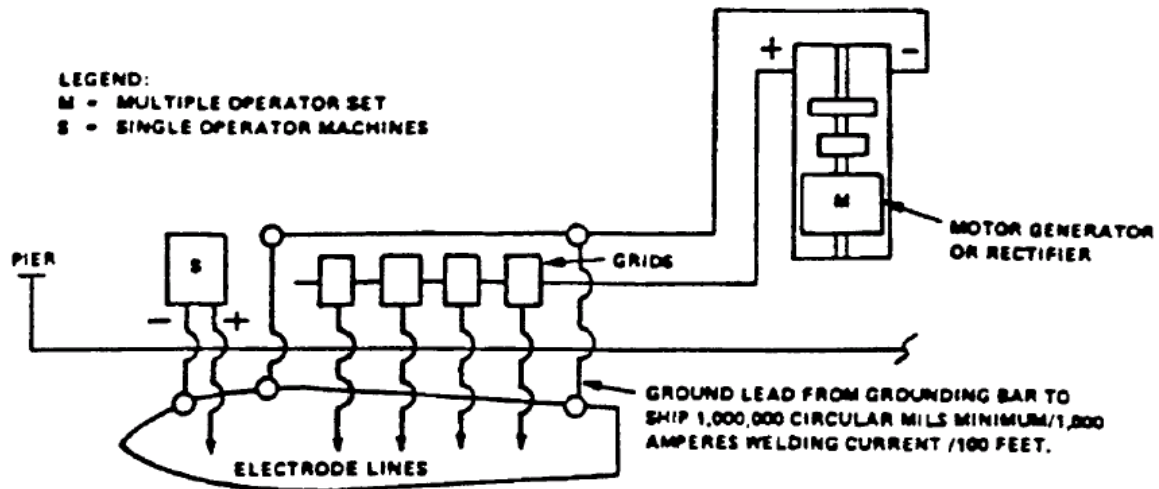 LEGEND:
M = MULTIPLE OPERATOR SET
S = SINGLE OPERATOR MACHINES
+
-
M
MOTOR GENERATOR
OR RECTIFIER
PIER
S
GRIDS
-
+
GROUND LEAD FROM GROUNDING BAR TO
SHIP 1,000,000 CIRCULAR MILS MINIMUM/1,000
AMPERES WELDING CURRENT /100 FEET.
ELECTRODE LINES